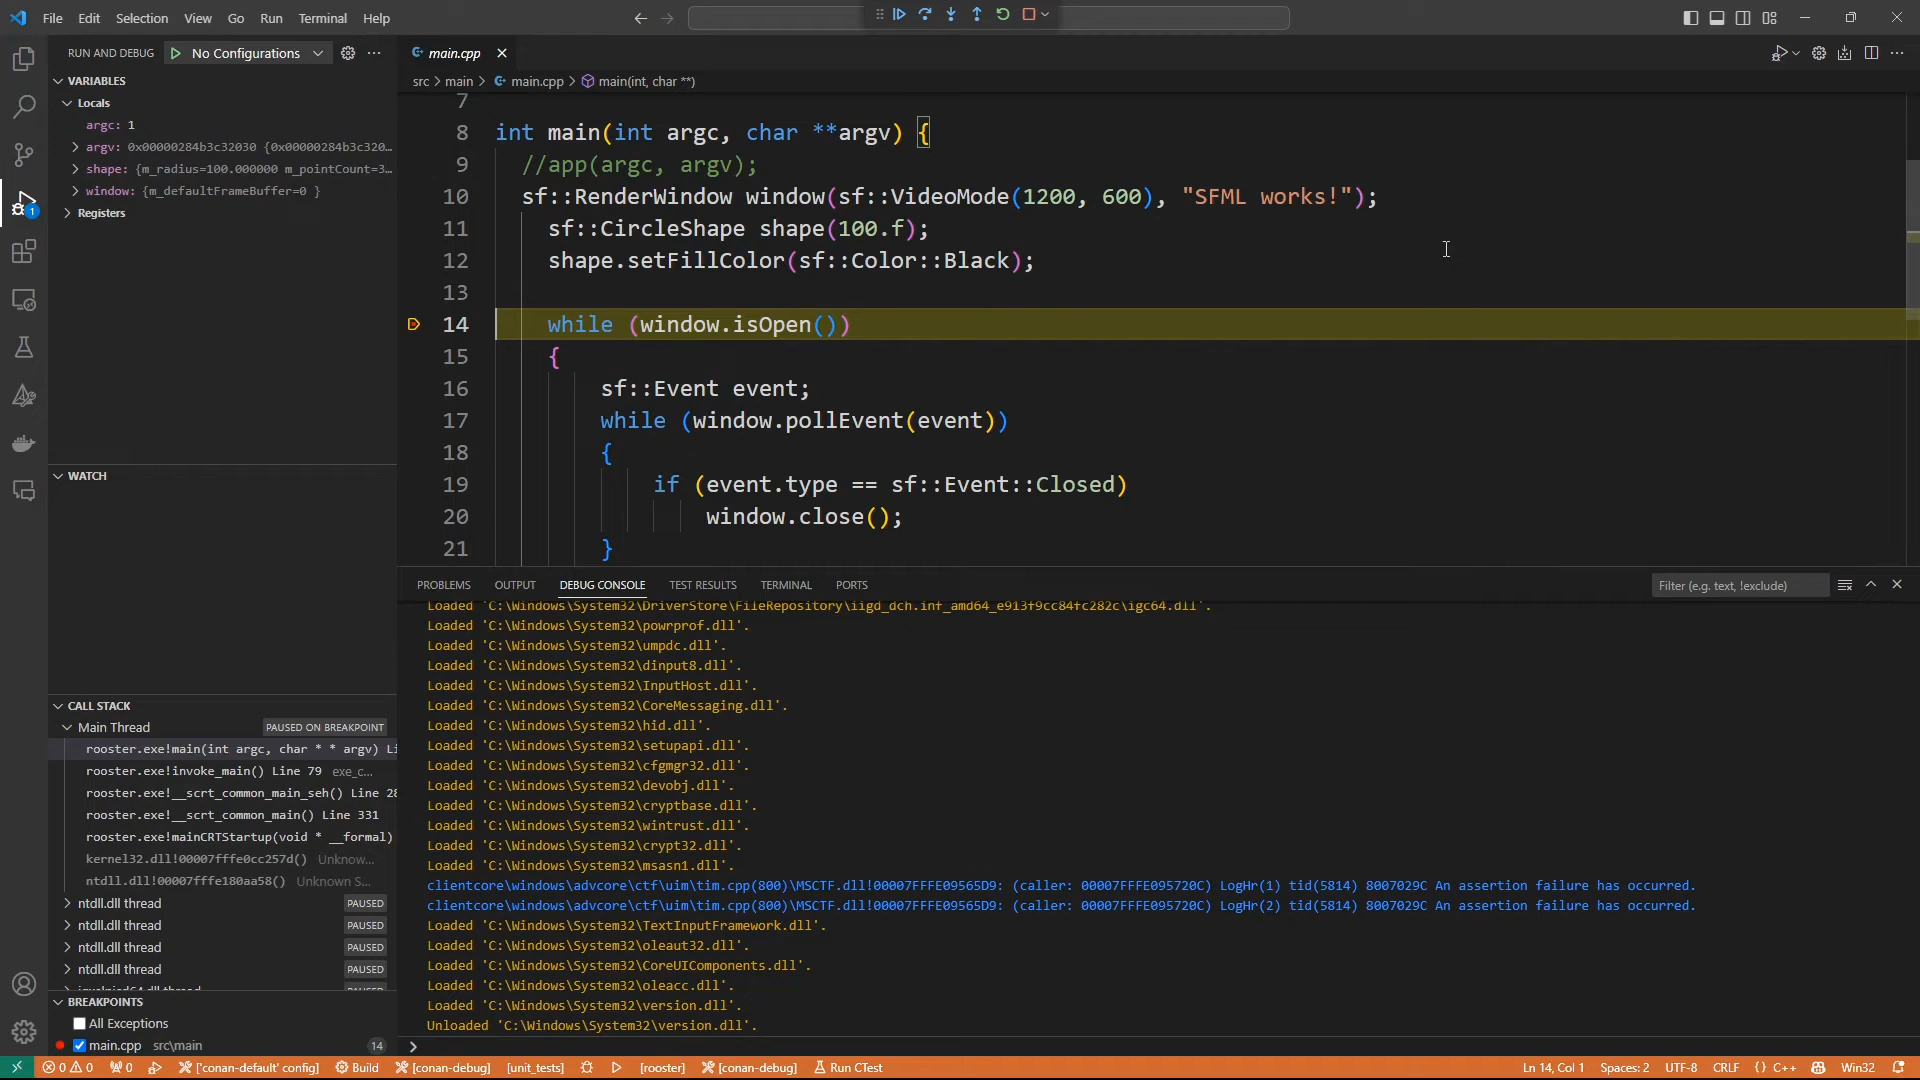 File Edit Selection View Go Run Terminal Help
RUN AND DEBUG No Configurations
VARIABLES
Locals
argc: 1
argv: 0x00000284b3c32030 {0x00000284b3c320...
shape: {m_radius=100.000000 m_pointCount=3...
window: {m_defaultFrameBuffer=0 }
Registers
WATCH
CALL STACK
Main Thread PAUSED ON BREAKPOINT
rooster.exe!main(int argc, char * * argv) Li
rooster.exe!invoke_main() Line 79 exe_c...
rooster.exe!__scrt_common_main_seh() Line 28
rooster.exe!__scrt_common_main() Line 331
rooster.exe!mainCRTStartup(void * __formal)
kernel32.dll!00007fffe0cc257d() Unknow...
ntdll.dll!00007fffe180aa58() Unknown S...
ntdll.dll thread PAUSED
ntdll.dll thread PAUSED
ntdll.dll thread PAUSED
ntdll.dll thread PAUSED
BREAKPOINTS
All Exceptions
main.cpp src\main 14
main.cpp
src > main > main.cpp > main(int, char **)
7
8 int main(int argc, char **argv) {
9 //app(argc, argv);
10 sf::RenderWindow window(sf::VideoMode(1200, 600), "SFML works!");
11 sf::CircleShape shape(100.f);
12 shape.setFillColor(sf::Color::Black);
13
14 while (window.isOpen())
15 {
16 sf::Event event;
17 while (window.pollEvent(event))
18 {
19 if (event.type == sf::Event::Closed)
20 window.close();
21 }
PROBLEMS OUTPUT DEBUG CONSOLE TEST RESULTS TERMINAL PORTS Filter (e.g. text, !exclude)
Loaded 'C:\Windows\System32\DriverStore\FileRepository\iigd_dch.inf_amd64_e913f9cc84fc282c\igc64.dll'.
Loaded 'C:\Windows\System32\powrprof.dll'.
Loaded 'C:\Windows\System32\umpdc.dll'.
Loaded 'C:\Windows\System32\dinput8.dll'.
Loaded 'C:\Windows\System32\InputHost.dll'.
Loaded 'C:\Windows\System32\CoreMessaging.dll'.
Loaded 'C:\Windows\System32\hid.dll'.
Loaded 'C:\Windows\System32\setupapi.dll'.
Loaded 'C:\Windows\System32\cfgmgr32.dll'.
Loaded 'C:\Windows\System32\devobj.dll'.
Loaded 'C:\Windows\System32\cryptbase.dll'.
Loaded 'C:\Windows\System32\wintrust.dll'.
Loaded 'C:\Windows\System32\crypt32.dll'.
Loaded 'C:\Windows\System32\msasn1.dll'.
clientcore\windows\advcore\ctf\uim\tim.cpp(800)\MSCTF.dll!00007FFFE09565D9: (caller: 00007FFFE095720C) LogHr(1) tid(5814) 8007029C An assertion failure has occurred.
clientcore\windows\advcore\ctf\uim\tim.cpp(800)\MSCTF.dll!00007FFFE09565D9: (caller: 00007FFFE095720C) LogHr(2) tid(5814) 8007029C An assertion failure has occurred.
Loaded 'C:\Windows\System32\TextInputFramework.dll'.
Loaded 'C:\Windows\System32\oleaut32.dll'.
Loaded 'C:\Windows\System32\CoreUIComponents.dll'.
Loaded 'C:\Windows\System32\oleacc.dll'.
Loaded 'C:\Windows\System32\version.dll'.
Unloaded 'C:\Windows\System32\version.dll'.
0 0 0 ['conan-default' config] Build [conan-debug] [unit_tests] [rooster] [conan-debug] Run CTest Ln 14, Col 1 Spaces: 2 UTF-8 CRLF {} C++ Win32